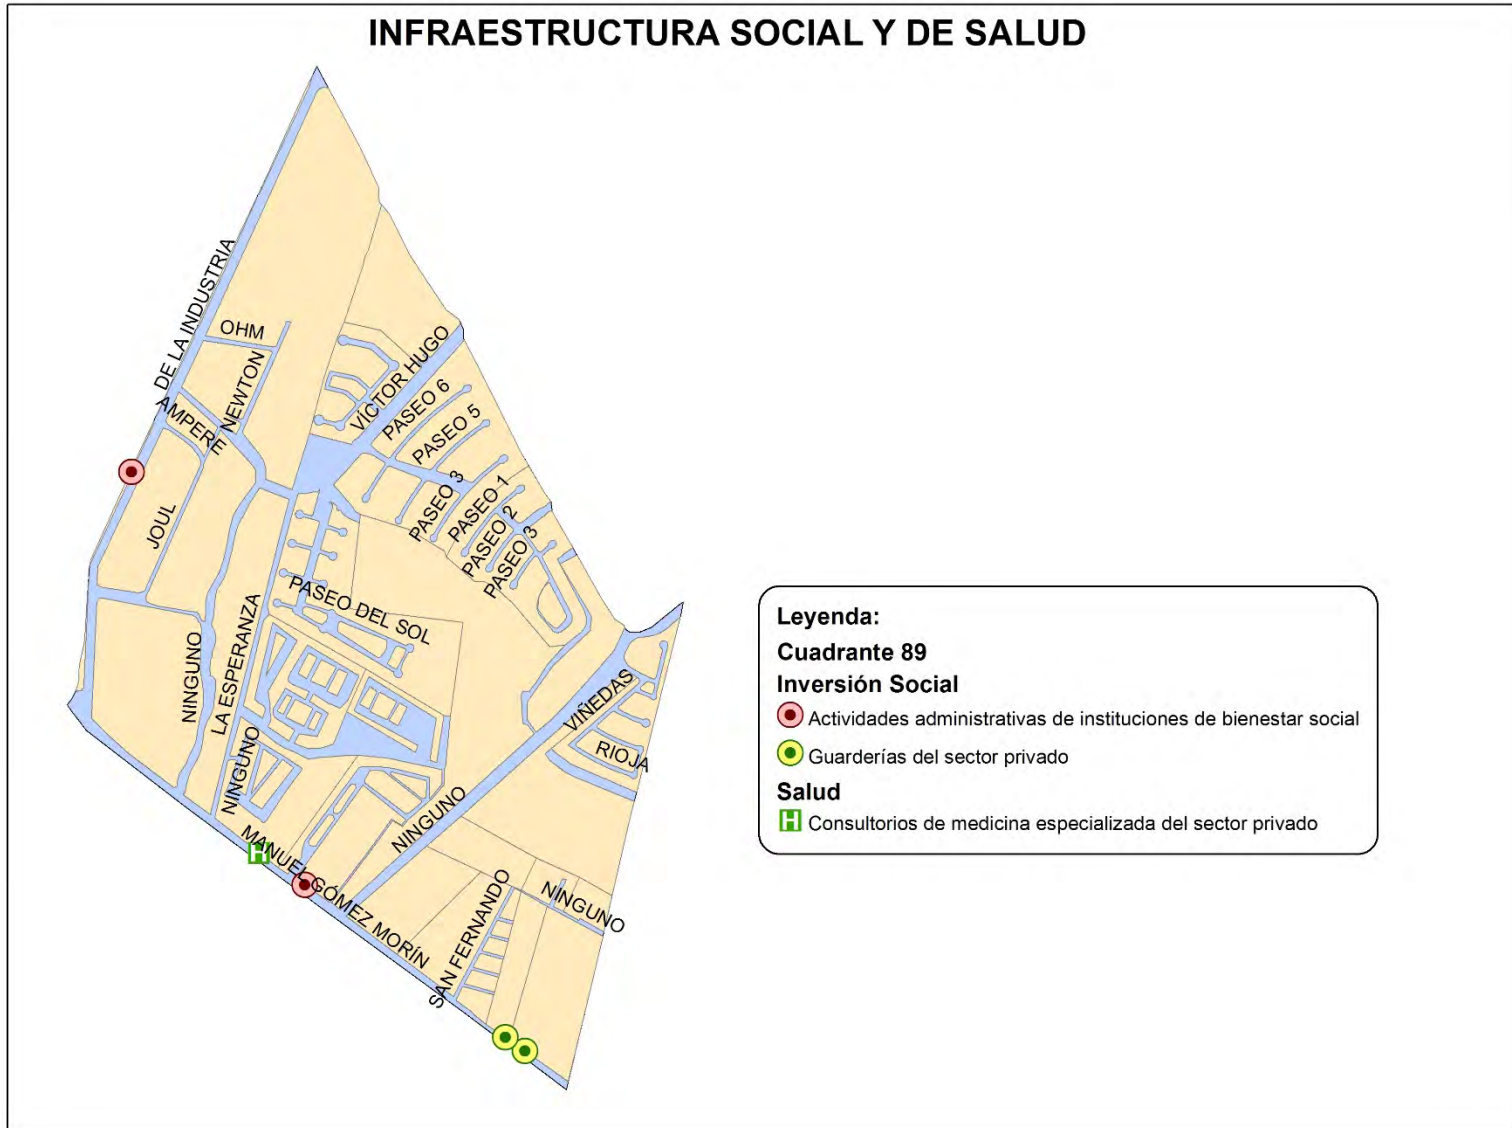 INFRAESTRUCTURA SOCIAL Y DE SALUD
DE LA INDUSTRIA
OHM
NEWTON
AMPERE
VÍCTOR HUGO
PASEO 6
PASEO 5
PASEO 3
PASEO 1
PASEO 2
PASEO 3
JOUL
PASEO DEL SOL
NINGUNO
LA ESPERANZA
VIÑEDAS
RIOJA
NINGUNO
NINGUNO
MANUEL GÓMEZ MORÍN
SAN FERNANDO
NINGUNO
H
Leyenda:
Cuadrante 89
Inversión Social
Actividades administrativas de instituciones de bienestar social
Guarderías del sector privado
Salud
H Consultorios de medicina especializada del sector privado